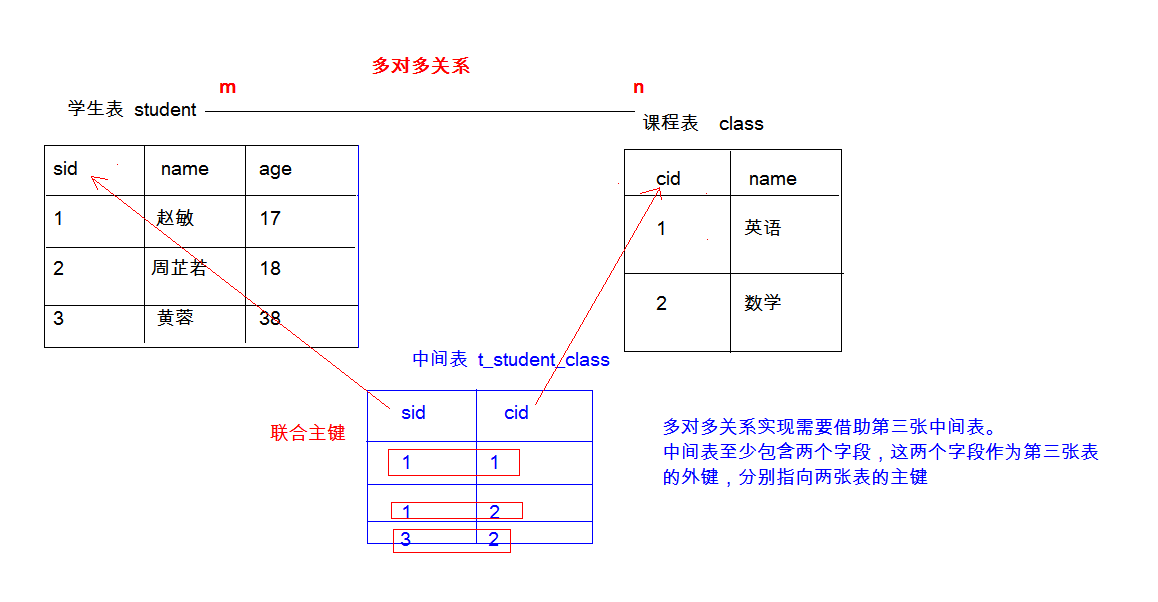 多对多关系
m n
学生表 student
课程表 class
sid name age
1 赵敏 17
2 周芷若 18
3 黄蓉 38
cid name
1 英语
2 数学
中间表 t_student_class
联合主键
sid cid
1 1
1 2
3 2
多对多关系实现需要借助第三张中间表。
中间表至少包含两个字段，这两个字段作为第三张表
的外键，分别指向两张表的主键